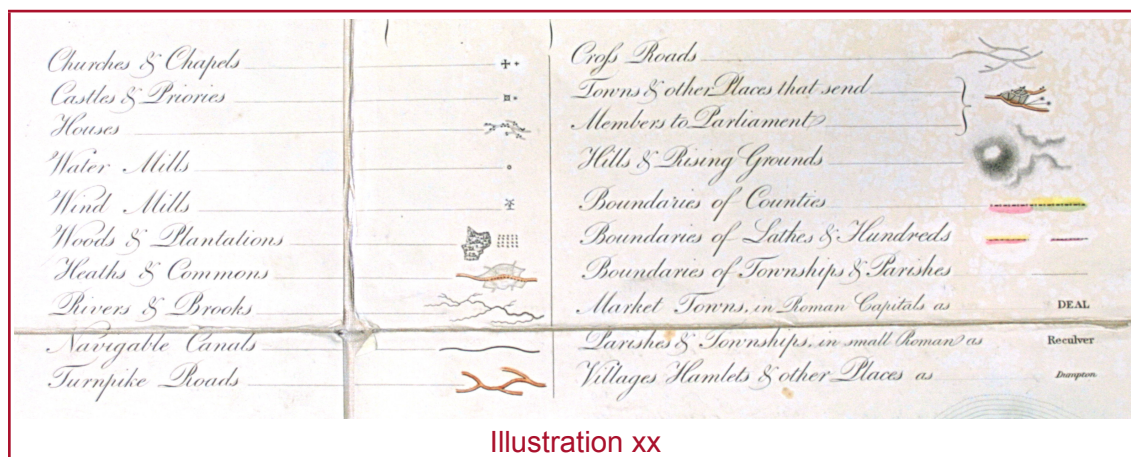 Churches & Chapels
Castles & Priories
Houses
Water Mills
Wind Mills
Woods & Plantations
Heaths & Commons
Rivers & Brooks
Navigable Canals
Turnpike Roads
Croſs Roads
Towns & other Places that send
Members to Parliament
Hills & Rising Grounds
Boundaries of Counties
Boundaries of Lathes & Hundreds
Boundaries of Townships & Parishes
Market Towns, in Roman Capitals as DEAL
Parishes & Townships, in small Roman as Reculver
Villages Hamlets & other Places as Dumpton
Illustration xx